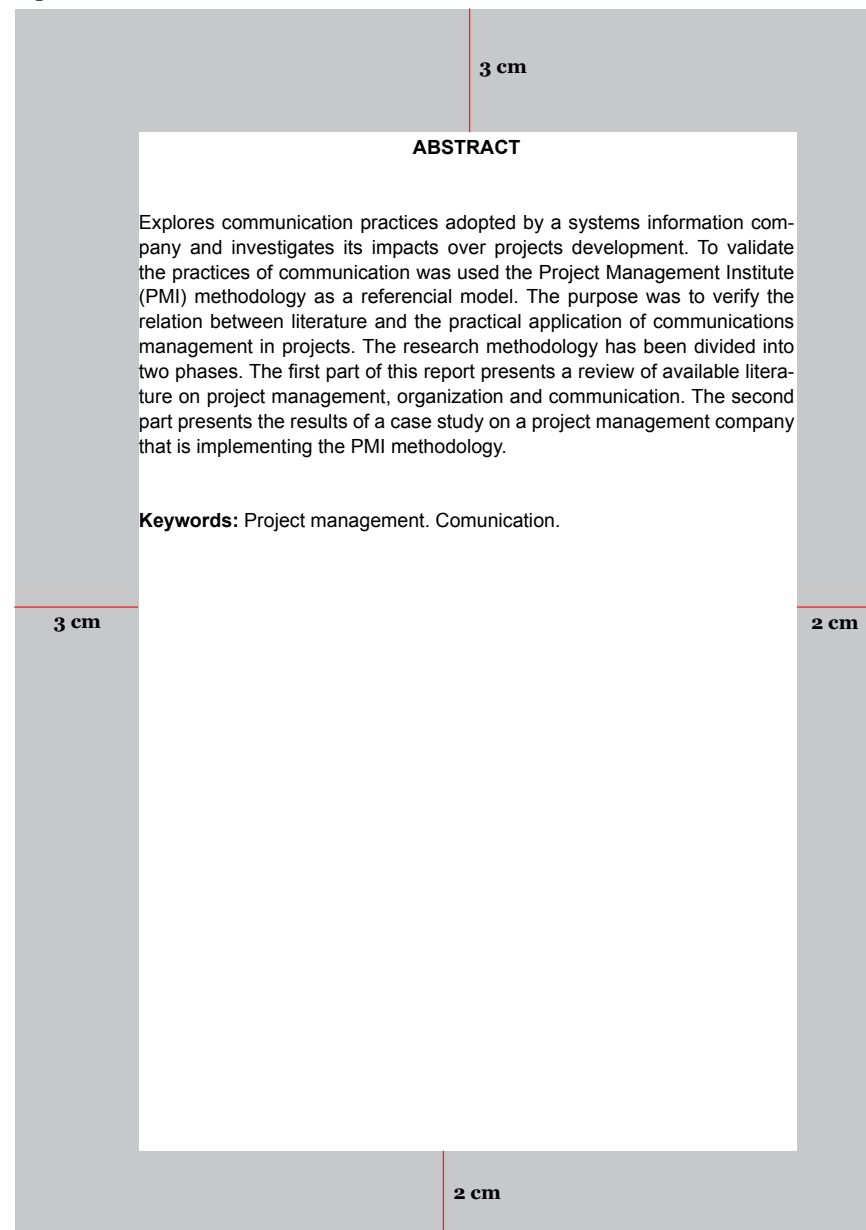 3 cm
ABSTRACT
Explores communication practices adopted by a systems information com-
pany and investigates its impacts over projects development. To validate
the practices of communication was used the Project Management Institute
(PMI) methodology as a referencial model. The purpose was to verify the
relation between literature and the practical application of communications
management in projects. The research methodology has been divided into
two phases. The first part of this report presents a review of available litera-
ture on project management, organization and communication. The second
part presents the results of a case study on a project management company
that is implementing the PMI methodology.
Keywords: Project management. Comunication.
3 cm
2 cm
2 cm